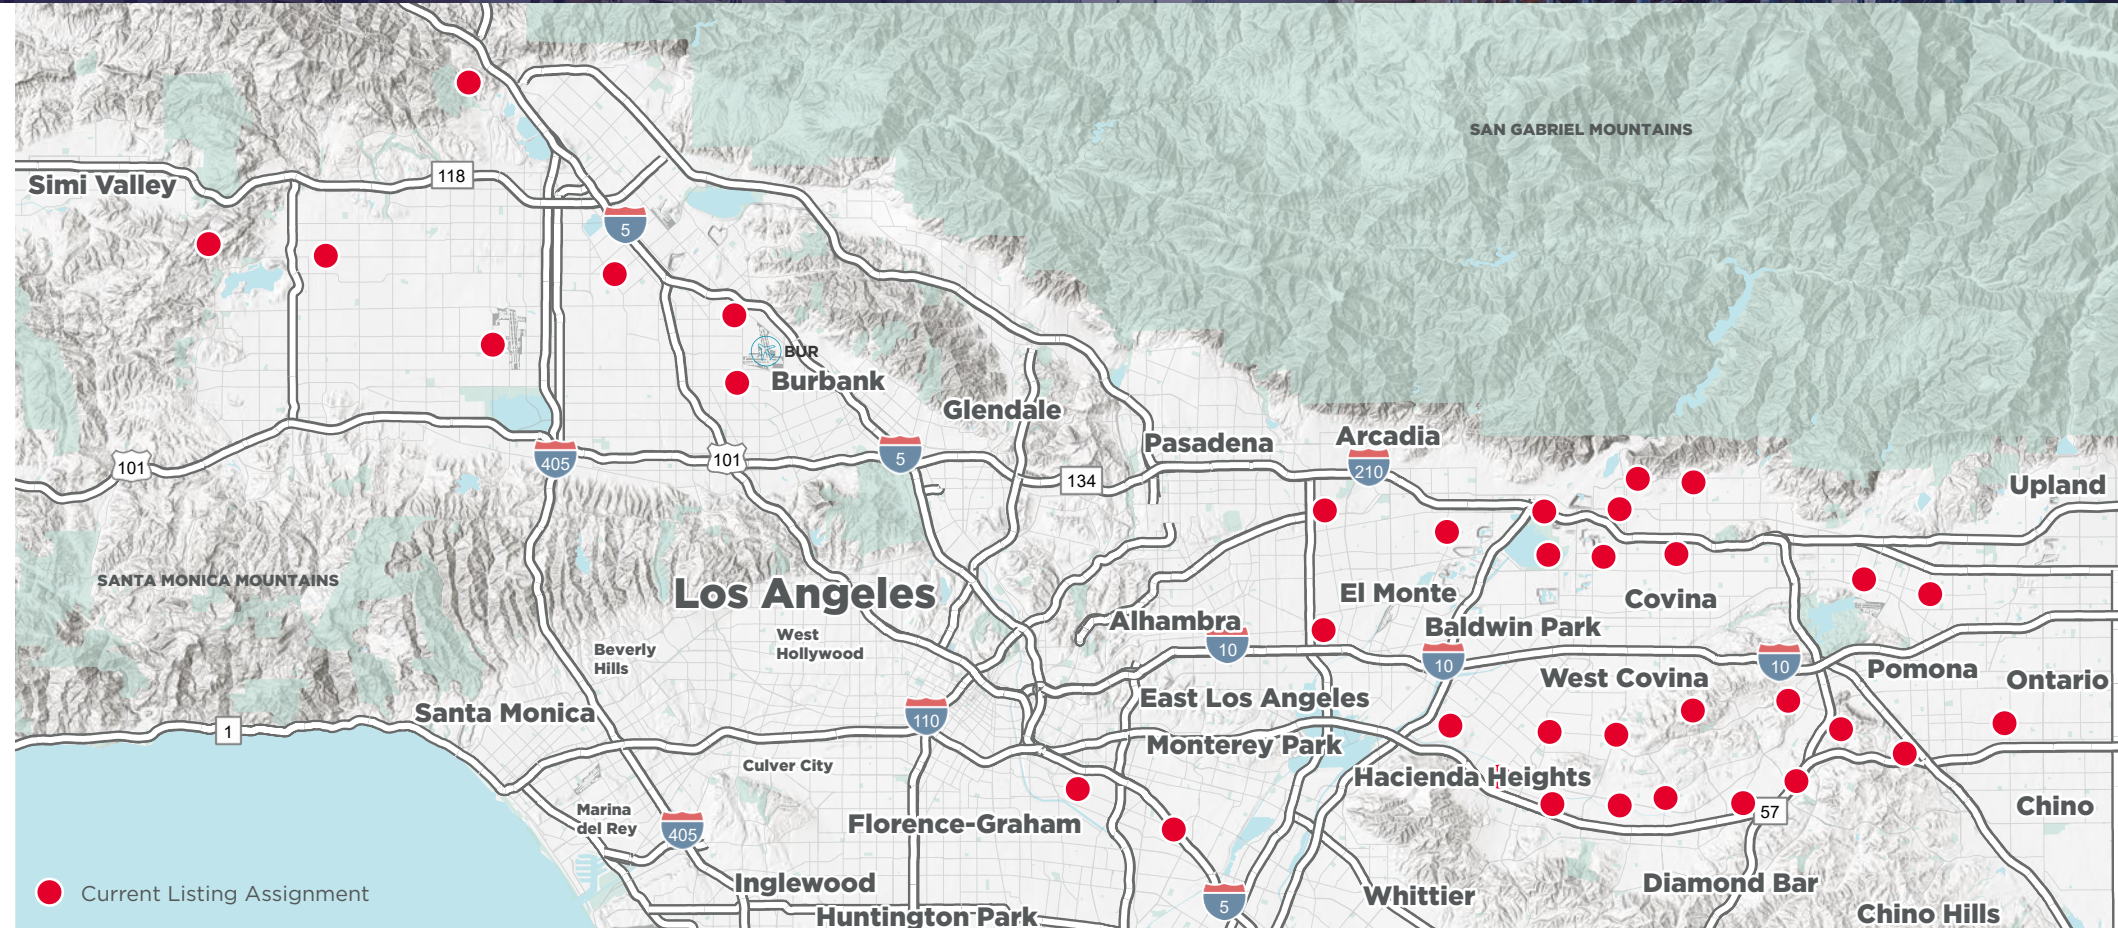 SAN GABRIEL MOUNTAINS
118
Simi Valley
5
BUR
Burbank
Glendale
Pasadena
Arcadia
101
405
101
5
134
210
Upland
SANTA MONICA MOUNTAINS
Los Angeles
El Monte
Covina
Alhambra
Baldwin Park
West
Hollywood
Beverly
Hills
10
10
10
West Covina
Pomona
Ontario
East Los Angeles
Santa Monica
110
1
Monterey Park
Culver City
Hacienda Heights
Marina
del Rey
57
Chino
Florence-Graham
405
Inglewood
Current Listing Assignment
5
Whittier
Diamond Bar
Huntington Park
Chino Hills